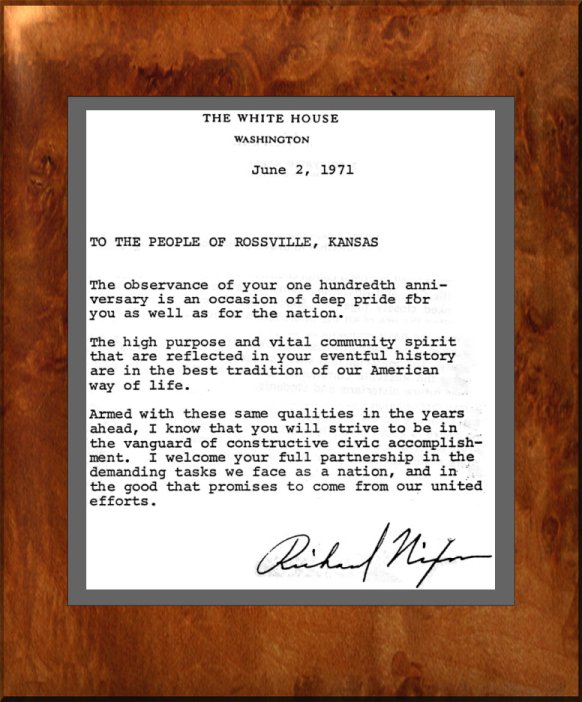 THE WHITE HOUSE
WASHINGTON
June 2, 1971
TO THE PEOPLE OF ROSSVILLE, KANSAS
The observance of your one hundredth anni-
versary is an occasion of deep pride for
you as well as for the nation.
The high purpose and vital community spirit
that are reflected in your eventful history
are in the best tradition of our American
way of life.
Armed with these same qualities in the years
ahead, I know that you will strive to be in
the vanguard of constructive civic accomplish-
ment.  I welcome your full partnership in the
demanding tasks we face as a nation, and in
the good that promises to come from our united
efforts.
Richard Nixon